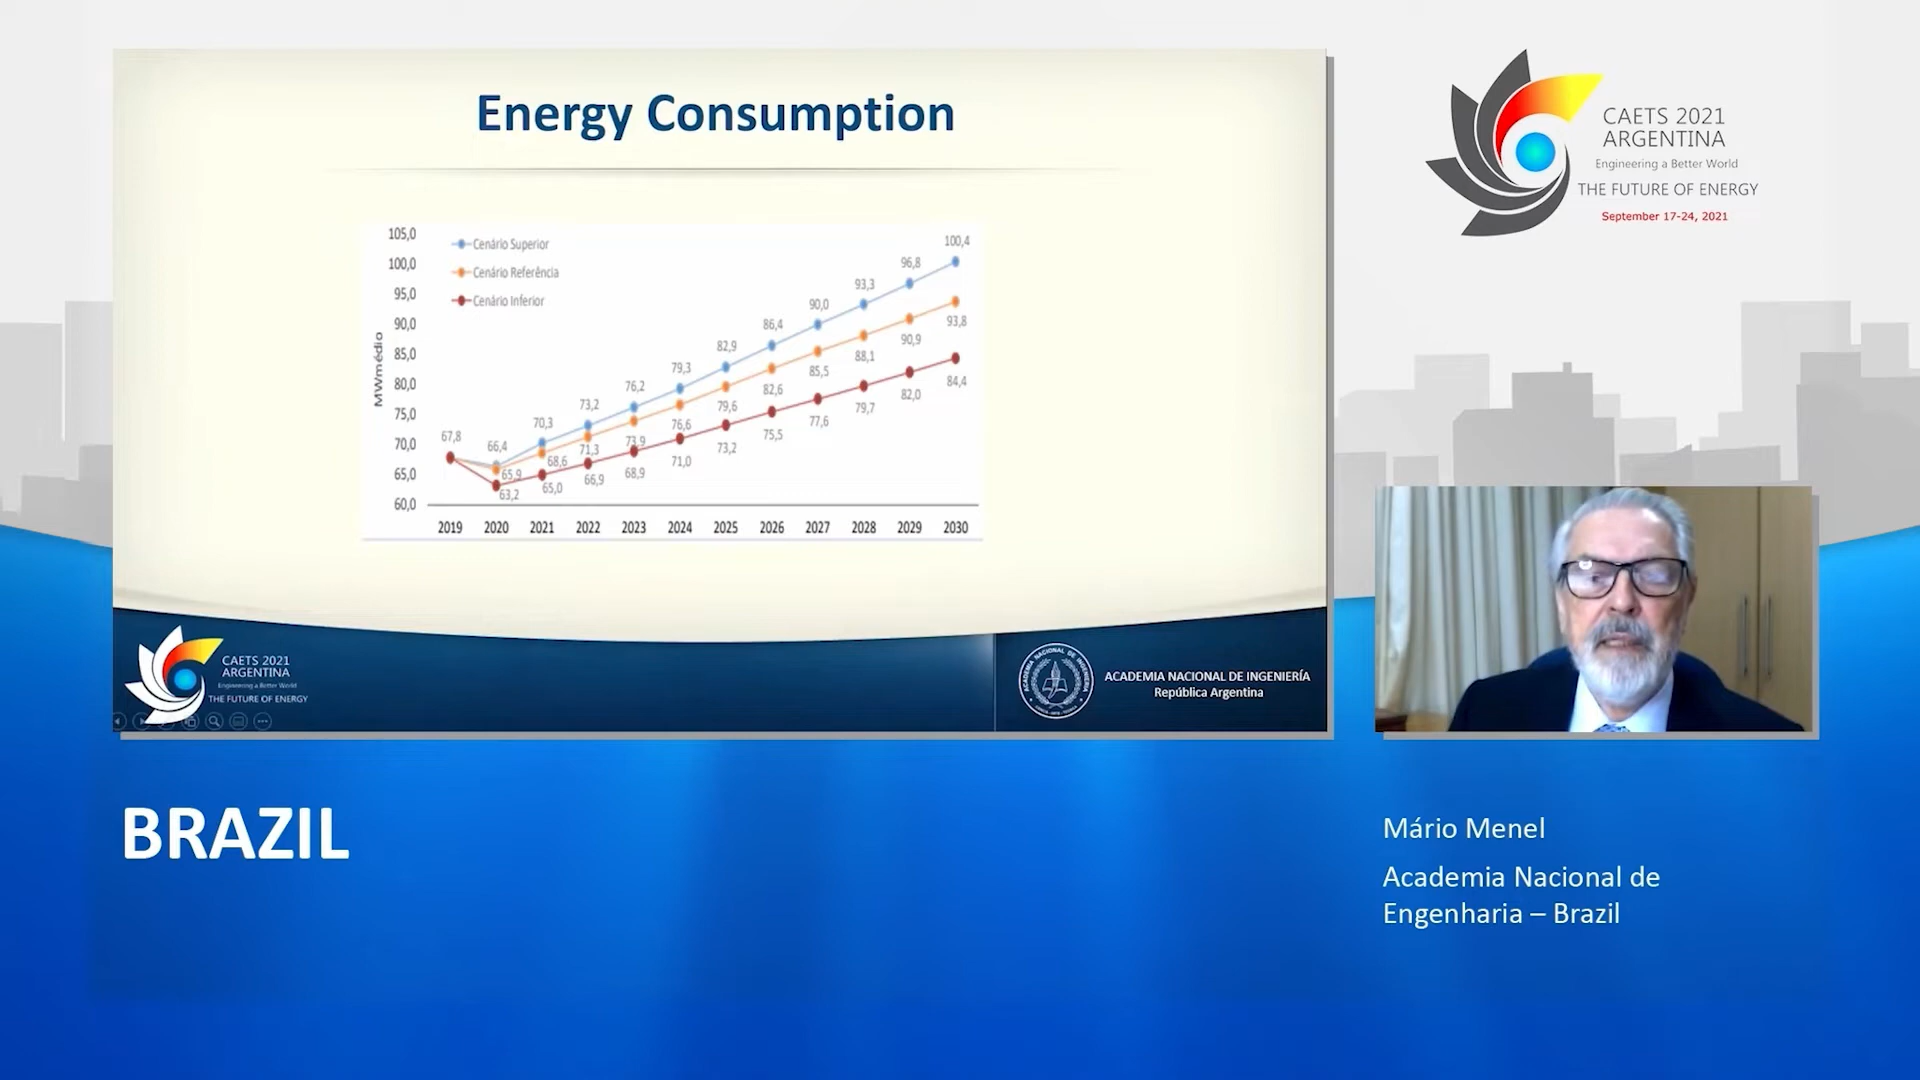 Energy Consumption
105,0
100,0
95,0
90,0
85,0
80,0
75,0
70,0
65,0
60,0
MWmédio
Cenário Superior
Cenário Referência
Cenário Inferior
67,8
66,4
70,3
73,2
76,2
79,3
82,9
86,4
90,0
93,3
96,8
100,4
65,9
68,6
71,3
73,9
76,6
79,6
82,6
85,5
88,1
90,9
93,8
63,2
65,0
66,9
68,9
71,0
73,2
75,5
77,6
79,7
82,0
84,4
2019 2020 2021 2022 2023 2024 2025 2026 2027 2028 2029 2030
CAETS 2021
ARGENTINA
Engineering a Better World
THE FUTURE OF ENERGY
ACADEMIA NACIONAL DE INGENIERÍA
República Argentina
CAETS 2021
ARGENTINA
Engineering a Better World
THE FUTURE OF ENERGY
September 17-24, 2021
BRAZIL
Mário Menel
Academia Nacional de
Engenharia – Brazil